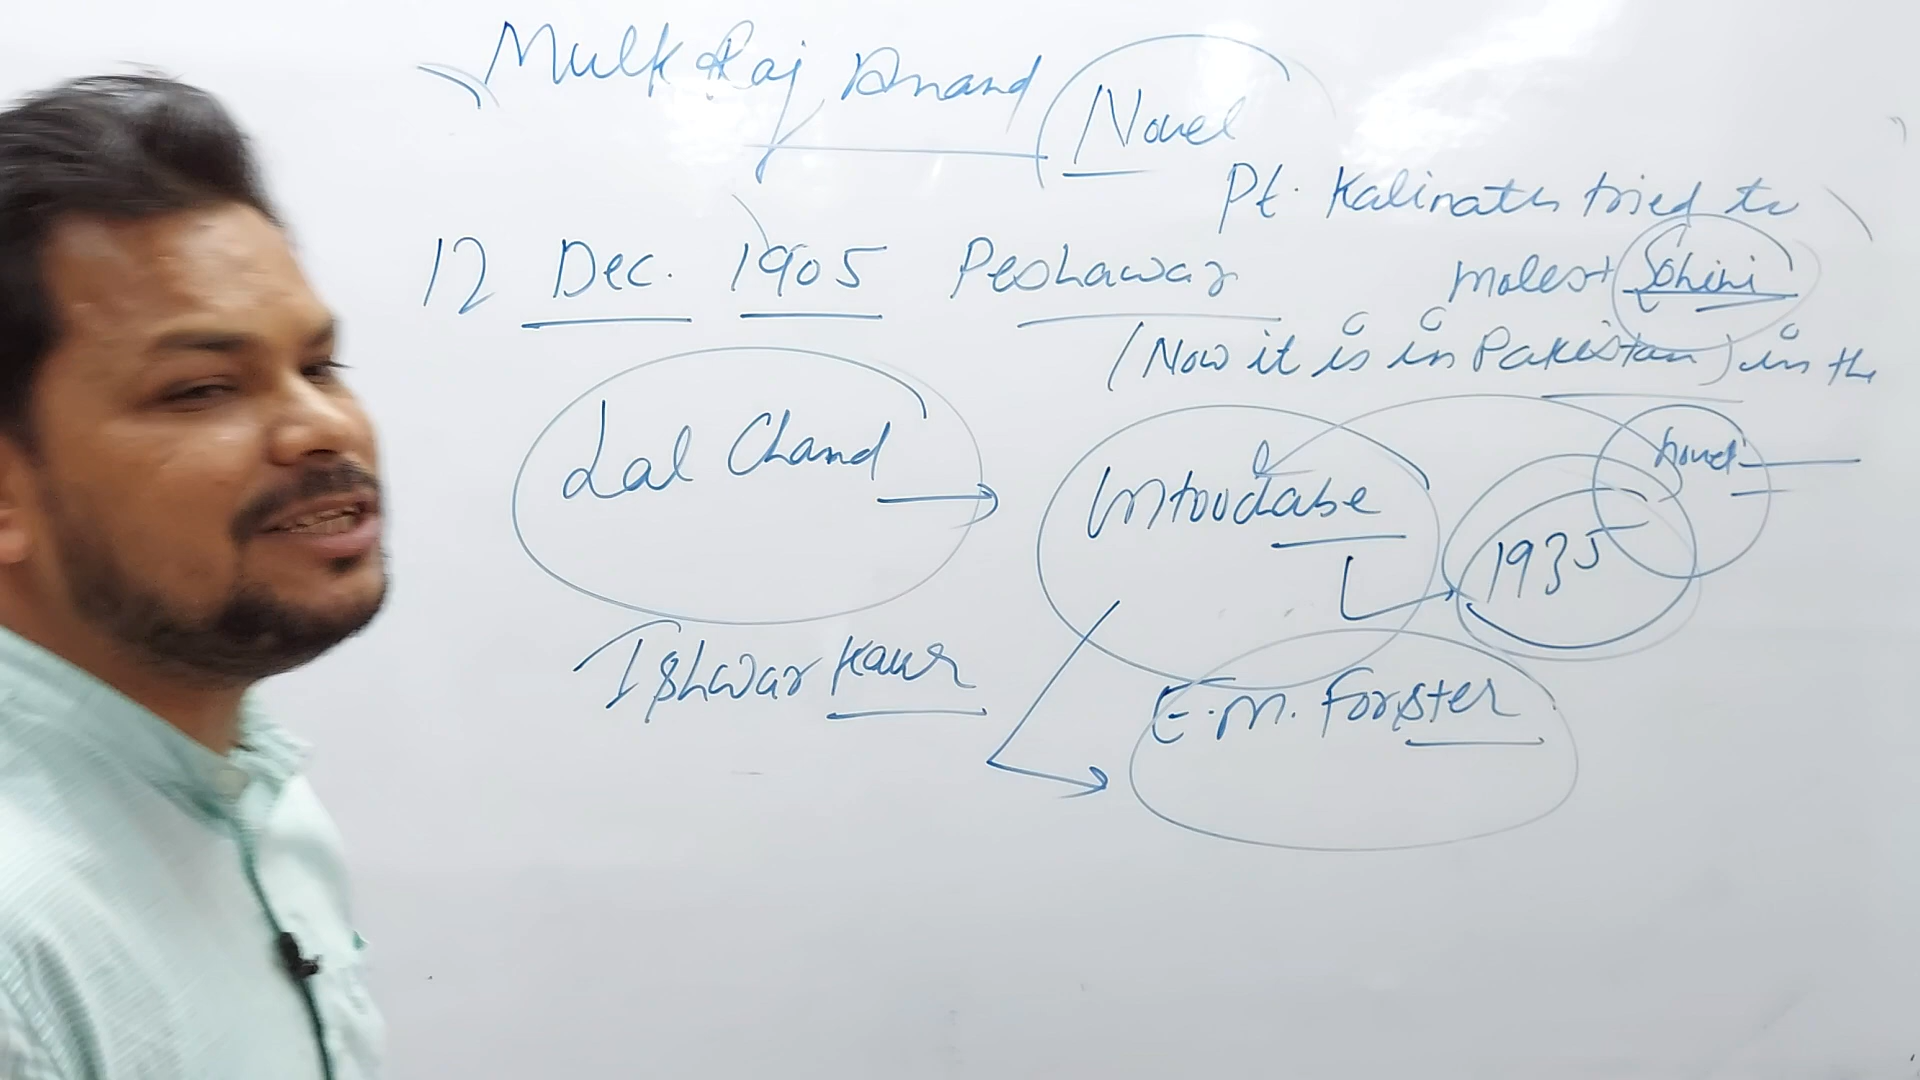 Mulk Raj Anand
Novel
Pt. Kalinath tried to
molest Sohini
12 Dec. 1905 Peshawar
(Now it is in Pakistan) in the
novel
Lal Chand
Untoudabe
1935
Ishwar Kaur
E.M. Forster